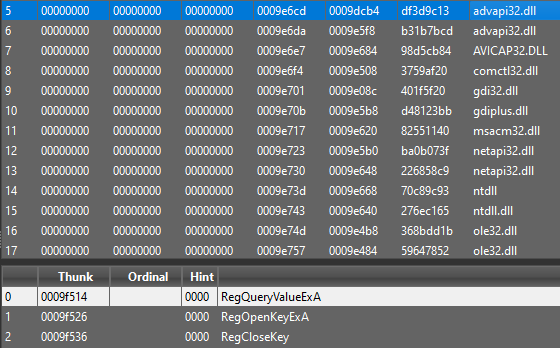 5 00000000 00000000 00000000 0009e6cd 0009dcb4 df3d9c13 advapi32.dll
6 00000000 00000000 00000000 0009e6da 0009e5f8 b31b7bcd advapi32.dll
7 00000000 00000000 00000000 0009e6e7 0009e684 98d5cb84 AVICAP32.DLL
8 00000000 00000000 00000000 0009e6f4 0009e508 3759af20 comctl32.dll
9 00000000 00000000 00000000 0009e701 0009e08c 401f5f20 gdi32.dll
10 00000000 00000000 00000000 0009e70b 0009e5b8 d48123bb gdiplus.dll
11 00000000 00000000 00000000 0009e717 0009e620 82551140 msacm32.dll
12 00000000 00000000 00000000 0009e723 0009e5b0 ba0b073f netapi32.dll
13 00000000 00000000 00000000 0009e730 0009e648 226858c9 netapi32.dll
14 00000000 00000000 00000000 0009e73d 0009e668 70c89c93 ntdll
15 00000000 00000000 00000000 0009e743 0009e640 276ec165 ntdll.dll
16 00000000 00000000 00000000 0009e74d 0009e4b8 368bdd1b ole32.dll
17 00000000 00000000 00000000 0009e757 0009e484 59647852 ole32.dll
Thunk Ordinal Hint
0 0009f514 0000 RegQueryValueExA
1 0009f526 0000 RegOpenKeyExA
2 0009f536 0000 RegCloseKey